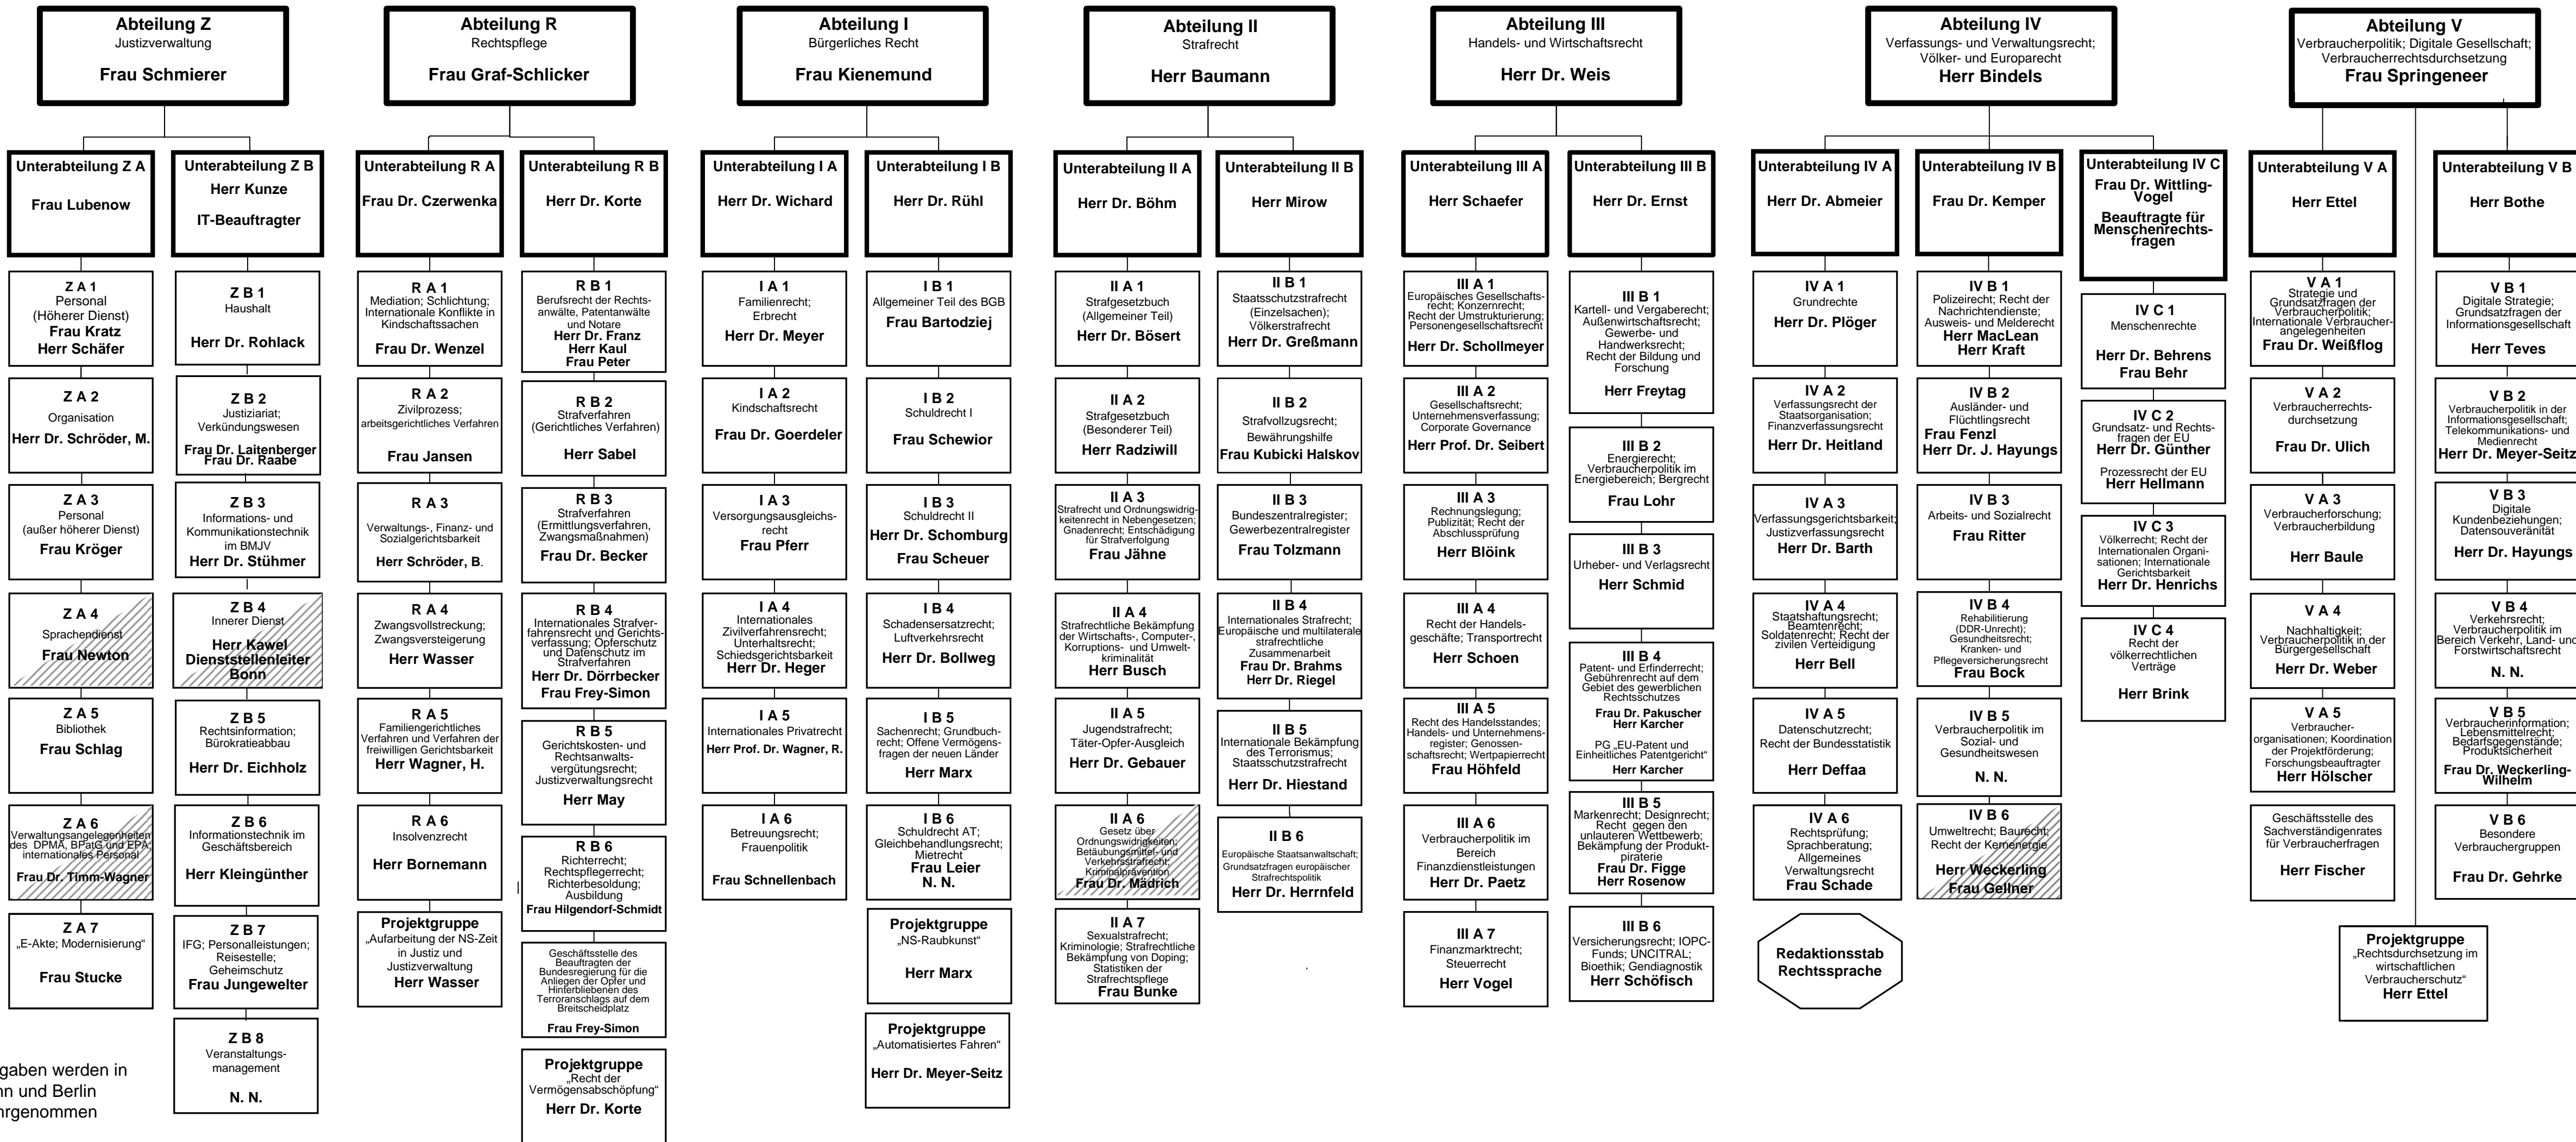 Abteilung Z
Justizverwaltung
Frau Schmierer
Abteilung R
Rechtspflege
Frau Graf-Schlicker
Abteilung I
Bürgerliches Recht
Frau Kienemund
Abteilung II
Strafrecht
Herr Baumann
Abteilung III
Handels- und Wirtschaftsrecht
Herr Dr. Weis
Abteilung IV
Verfassungs- und Verwaltungsrecht;
Völker- und Europarecht
Herr Bindels
Abteilung V
Verbraucherpolitik; Digitale Gesellschaft;
Verbraucherrechtsdurchsetzung
Frau Springeneer
Unterabteilung Z A
Frau Lubenow
Z A 1
Personal
(Höherer Dienst)
Frau Kratz
Herr Schäfer
Z A 2
Organisation
Herr Dr. Schröder, M.
Z A 3
Personal
(außer höherer Dienst)
Frau Kröger
Z A 4
Sprachendienst
Frau Newton
Z A 5
Bibliothek
Frau Schlag
Z A 6
Verwaltungsangelegenheiten
des DPMA, BPatG und EPA;
internationales Personal
Frau Dr. Timm-Wagner
Z A 7
„E-Akte; Modernisierung“
Frau Stucke
gaben werden in
nn und Berlin
hrgenommen
Unterabteilung Z B
Herr Kunze
IT-Beauftragter
Z B 1
Haushalt
Herr Dr. Rohlack
Z B 2
Justiziariat;
Verkündungswesen
Frau Dr. Laitenberger
Frau Dr. Raabe
Z B 3
Informations- und
Kommunikationstechnik
im BMJV
Herr Dr. Stühmer
Z B 4
Innerer Dienst
Herr Kawel
Dienststellenleiter
Bonn
Z B 5
Rechtsinformation;
Bürokratieabbau
Herr Dr. Eichholz
Z B 6
Informationstechnik im
Geschäftsbereich
Herr Kleingünther
Z B 7
IFG; Personalleistungen;
Reisestelle;
Geheimschutz
Frau Jungewelter
Z B 8
Veranstaltungs-
management
N. N.
Unterabteilung R A
Frau Dr. Czerwenka
R A 1
Mediation; Schlichtung;
Internationale Konflikte in
Kindschaftssachen
Frau Dr. Wenzel
R A 2
Zivilprozess;
arbeitsgerichtliches Verfahren
Frau Jansen
R A 3
Verwaltungs-, Finanz- und
Sozialgerichtsbarkeit
Herr Schröder, B.
R A 4
Zwangsvollstreckung;
Zwangsversteigerung
Herr Wasser
R A 5
Familiengerichtliches
Verfahren und Verfahren der
freiwilligen Gerichtsbarkeit
Herr Wagner, H.
R A 6
Insolvenzrecht
Herr Bornemann
Projektgruppe
„Aufarbeitung der NS-Zeit
in Justiz und
Justizverwaltung
Herr Wasser
Unterabteilung R B
Herr Dr. Korte
R B 1
Berufsrecht der Rechts-
anwälte, Patentanwälte
und Notare
Herr Dr. Franz
Herr Kaul
Frau Peter
R B 2
Strafverfahren
(Gerichtliches Verfahren)
Herr Sabel
R B 3
Strafverfahren
(Ermittlungsverfahren,
Zwangsmaßnahmen)
Frau Dr. Becker
R B 4
Internationales Strafver-
fahrensrecht und Gerichts-
verfassung; Opferschutz
und Datenschutz im
Strafverfahren
Herr Dr. Dörrbecker
Frau Frey-Simon
R B 5
Gerichtskosten- und
Rechtsanwalts-
vergütungsrecht;
Justizverwaltungsrecht
Herr May
R B 6
Richterrecht;
Rechtspflegerrecht;
Richterbesoldung;
Ausbildung
Frau Hilgendorf-Schmidt
Geschäftsstelle des
Beauftragten der
Bundesregierung für die
Anliegen der Opfer und
Hinterbliebenen des
Terroranschlags auf dem
Breitscheidplatz
Frau Frey-Simon
Projektgruppe
„Recht der
Vermögensabschöpfung“
Herr Dr. Korte
Unterabteilung I A
Herr Dr. Wichard
I A 1
Familienrecht;
Erbrecht
Herr Dr. Meyer
I A 2
Kindschaftsrecht
Frau Dr. Goerdeler
I A 3
Versorgungsausgleichs-
recht
Frau Pferr
I A 4
Internationales
Zivilverfahrensrecht;
Unterhaltsrecht;
Schiedsgerichtsbarkeit
Herr Dr. Heger
I A 5
Internationales Privatrecht
Herr Prof. Dr. Wagner, R.
I A 6
Betreuungsrecht;
Frauenpolitik
Frau Schnellenbach
Unterabteilung I B
Herr Dr. Rühl
I B 1
Allgemeiner Teil des BGB
Frau Bartodziej
I B 2
Schuldrecht I
Frau Schewior
I B 3
Schuldrecht II
Herr Dr. Schomburg
Frau Scheuer
I B 4
Schadensersatzrecht;
Luftverkehrsrecht
Herr Dr. Bollweg
I B 5
Sachenrecht; Grundbuch-
recht; Offene Vermögens-
fragen der neuen Länder
Herr Marx
I B 6
Schuldrecht AT;
Gleichbehandlungsrecht;
Mietrecht
Frau Leier
N. N.
Projektgruppe
„NS-Raubkunst“
Herr Marx
Projektgruppe
„Automatisiertes Fahren“
Herr Dr. Meyer-Seitz
Unterabteilung II A
Herr Dr. Böhm
II A 1
Strafgesetzbuch
(Allgemeiner Teil)
Herr Dr. Bösert
II A 2
Strafgesetzbuch
(Besonderer Teil)
Herr Radziwill
II A 3
Strafrecht und Ordnungswidrig-
keitenrecht in Nebengesetzen;
Gnadenrecht; Entschädigung
für Strafverfolgung
Frau Jähne
II A 4
Strafrechtliche Bekämpfung
der Wirtschafts-, Computer-,
Korruptions- und Umwelt-
kriminalität
Herr Busch
II A 5
Jugendstrafrecht;
Täter-Opfer-Ausgleich
Herr Dr. Gebauer
II A 6
Gesetz über
Ordnungswidrigkeiten;
Betäubungsmittel- und
Verkehrsstrafrecht;
Kriminalprävention
Frau Dr. Mädrich
II A 7
Sexualstrafrecht;
Kriminologie; Strafrechtliche
Bekämpfung von Doping;
Statistiken der
Strafrechtspflege
Frau Bunke
Unterabteilung II B
Herr Mirow
II B 1
Staatsschutzstrafrecht
(Einzelsachen);
Völkerstrafrecht
Herr Dr. Greßmann
II B 2
Strafvollzugsrecht;
Bewährungshilfe
Frau Kubicki Halskov
II B 3
Bundeszentralregister;
Gewerbezentralregister
Frau Tolzmann
II B 4
Internationales Strafrecht;
Europäische und multilaterale
strafrechtliche
Zusammenarbeit
Frau Dr. Brahms
Herr Dr. Riegel
II B 5
Internationale Bekämpfung
des Terrorismus;
Staatsschutzstrafrecht
Herr Dr. Hiestand
II B 6
Europäische Staatsanwaltschaft;
Grundsatzfragen europäischer
Strafrechtspolitik
Herr Dr. Herrnfeld
Unterabteilung III A
Herr Schaefer
III A 1
Europäisches Gesellschafts-
recht; Konzernrecht;
Recht der Umstrukturierung;
Personengesellschaftsrecht
Herr Dr. Schollmeyer
III A 2
Gesellschaftsrecht;
Unternehmensverfassung;
Corporate Governance
Herr Prof. Dr. Seibert
III A 3
Rechnungslegung;
Publizität; Recht der
Abschlussprüfung
Herr Blöink
III A 4
Recht der Handels-
geschäfte; Transportrecht
Herr Schoen
III A 5
Recht des Handelsstandes;
Handels- und Unternehmens-
register; Genossen-
schaftsrecht; Wertpapierrecht
Frau Höhfeld
III A 6
Verbraucherpolitik im
Bereich
Finanzdienstleistungen
Herr Dr. Paetz
III A 7
Finanzmarktrecht;
Steuerrecht
Herr Vogel
Unterabteilung III B
Herr Dr. Ernst
III B 1
Kartell- und Vergaberecht;
Außenwirtschaftsrecht;
Gewerbe- und
Handwerksrecht;
Recht der Bildung und
Forschung
Herr Freytag
III B 2
Energierecht;
Verbraucherpolitik im
Energiebereich; Bergrecht
Frau Lohr
III B 3
Urheber- und Verlagsrecht
Herr Schmid
III B 4
Patent- und Erfinderrecht;
Gebührenrecht auf dem
Gebiet des gewerblichen
Rechtsschutzes
Frau Dr. Pakuscher
Herr Karcher
PG „EU-Patent und
Einheitliches Patentgericht“
Herr Karcher
III B 5
Markenrecht; Designrecht;
Recht gegen den
unlauteren Wettbewerb;
Bekämpfung der Produkt-
piraterie
Frau Dr. Figge
Herr Rosenow
III B 6
Versicherungsrecht; IOPC-
Funds; UNCITRAL;
Bioethik; Gendiagnostik
Herr Schöfisch
Unterabteilung IV A
Herr Dr. Abmeier
IV A 1
Grundrechte
Herr Dr. Plöger
IV A 2
Verfassungsrecht der
Staatsorganisation;
Finanzverfassungsrecht
Herr Dr. Heitland
IV A 3
Verfassungsgerichtsbarkeit;
Justizverfassungsrecht
Herr Dr. Barth
IV A 4
Staatshaftungsrecht;
Beamtenrecht;
Soldatenrecht; Recht der
zivilen Verteidigung
Herr Bell
IV A 5
Datenschutzrecht;
Recht der Bundesstatistik
Herr Deffaa
IV A 6
Rechtsprüfung;
Sprachberatung;
Allgemeines
Verwaltungsrecht
Frau Schade
Redaktionsstab
Rechtssprache
Unterabteilung IV B
Frau Dr. Kemper
IV B 1
Polizeirecht; Recht der
Nachrichtendienste;
Ausweis- und Melderecht
Herr MacLean
Herr Kraft
IV B 2
Ausländer- und
Flüchtlingsrecht
Frau Fenzl
Herr Dr. J. Hayungs
IV B 3
Arbeits- und Sozialrecht
Frau Ritter
IV B 4
Rehabilitierung
(DDR-Unrecht);
Gesundheitsrecht;
Kranken- und
Pflegeversicherungsrecht
Frau Bock
IV B 5
Verbraucherpolitik im
Sozial- und
Gesundheitswesen
N. N.
IV B 6
Umweltrecht; Baurecht;
Recht der Kernenergie
Herr Weckerling
Frau Gellner
Unterabteilung IV C
Frau Dr. Wittling-
Vogel
Beauftragte für
Menschenrechts-
fragen
IV C 1
Menschenrechte
Herr Dr. Behrens
Frau Behr
IV C 2
Grundsatz- und Rechts-
fragen der EU
Herr Dr. Günther
Prozessrecht der EU
Herr Hellmann
IV C 3
Völkerrecht; Recht der
Internationalen Organi-
sationen; Internationale
Gerichtsbarkeit
Herr Dr. Henrichs
IV C 4
Recht der
völkerrechtlichen
Verträge
Herr Brink
Unterabteilung V A
Herr Ettel
V A 1
Strategie und
Grundsatzfragen der
Verbraucherpolitik;
Internationale Verbraucher-
angelegenheiten
Frau Dr. Weißflog
V A 2
Verbraucherrechts-
durchsetzung
Frau Dr. Ulich
V A 3
Verbraucherforschung;
Verbraucherbildung
Herr Baule
V A 4
Nachhaltigkeit;
Verbraucherpolitik in der
Bürgergesellschaft
Herr Dr. Weber
V A 5
Verbraucher-
organisationen; Koordination
der Projektförderung;
Forschungsbeauftragter
Herr Hölscher
Geschäftsstelle des
Sachverständigenrates
für Verbraucherfragen
Herr Fischer
Projektgruppe
„Rechtsdurchsetzung im
wirtschaftlichen
Verbraucherschutz“
Herr Ettel
Unterabteilung V B
Herr Bothe
V B 1
Digitale Strategie;
Grundsatzfragen der
Informationsgesellschaft
Herr Teves
V B 2
Verbraucherpolitik in der
Informationsgesellschaft;
Telekommunikations- und
Medienrecht
Herr Dr. Meyer-Seitz
V B 3
Digitale
Kundenbeziehungen;
Datensouveränität
Herr Dr. Hayungs
V B 4
Verkehrsrecht;
Verbraucherpolitik im
Bereich Verkehr, Land- und
Forstwirtschaftsrecht
N. N.
V B 5
Verbraucherinformation;
Lebensmittelrecht;
Bedarfsgegenstände;
Produktsicherheit
Frau Dr. Weckerling-
Wilhelm
V B 6
Besondere
Verbrauchergruppen
Frau Dr. Gehrke